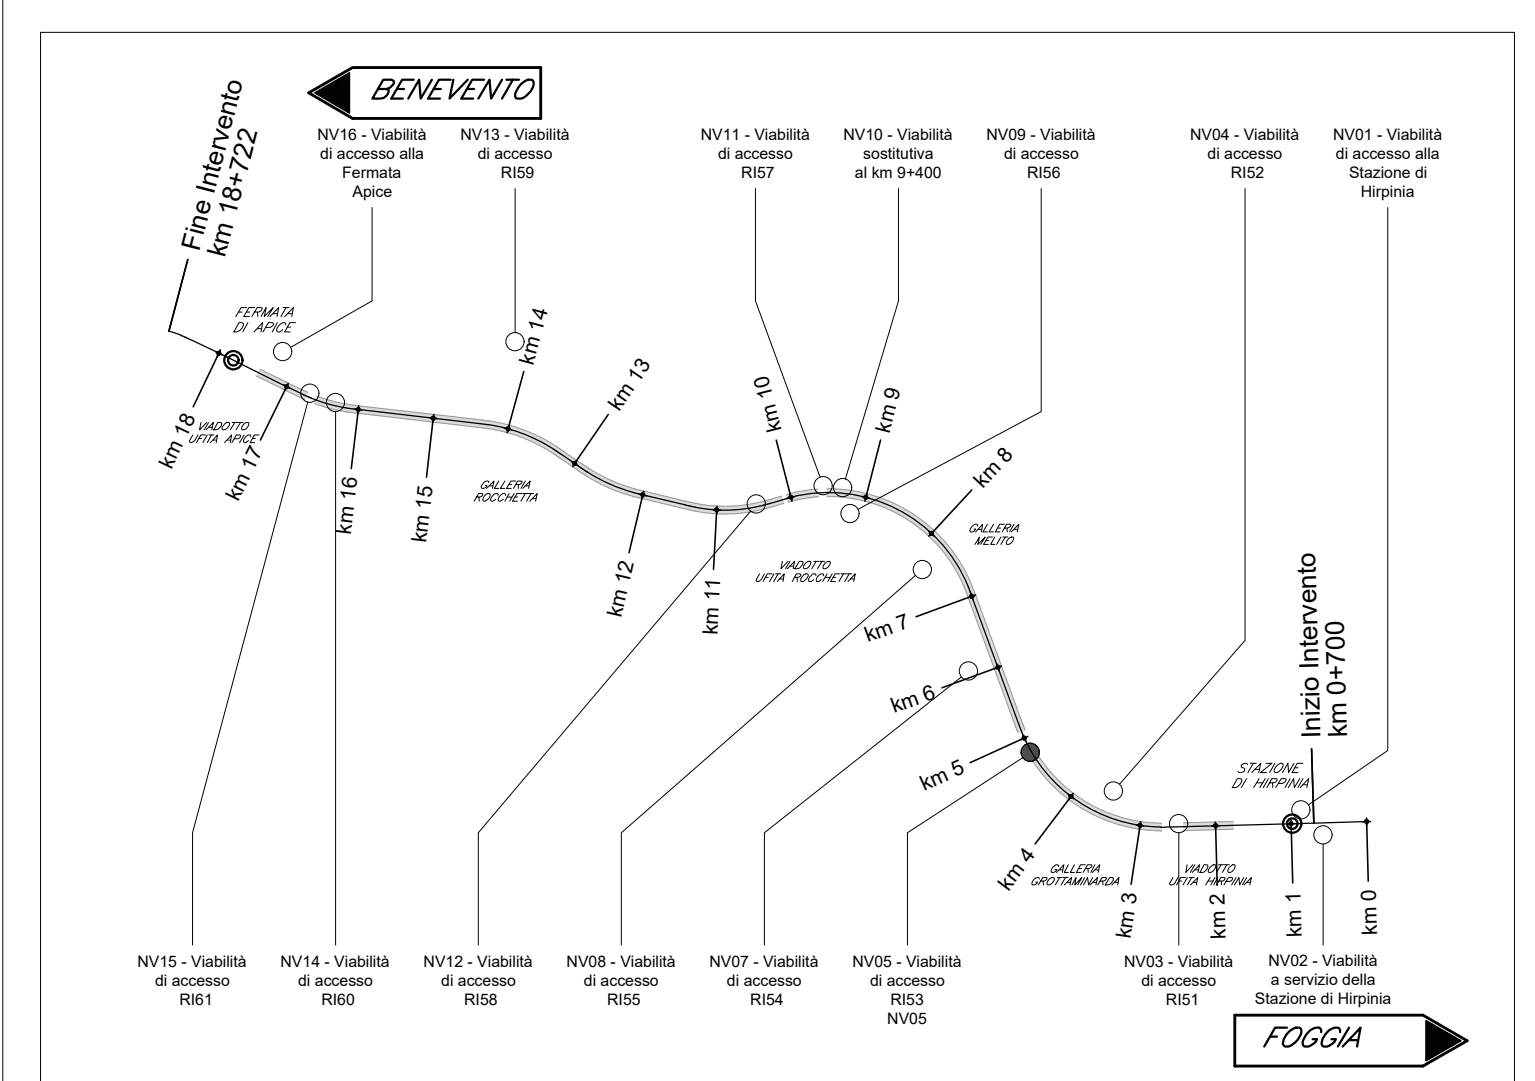 BENEVENTO
Fine Intervento
km 18+722
NV16 - Viabilità
di accesso alla
Fermata
Apice
NV13 - Viabilità
di accesso
RI59
NV11 - Viabilità
di accesso
RI57
NV10 - Viabilità
sostitutiva
al km 9+400
NV09 - Viabilità
di accesso
RI56
NV04 - Viabilità
di accesso
RI52
NV01 - Viabilità
di accesso alla
Stazione di
Hirpinia
FERMATA
DI APICE
VIADOTTO
UFITA APICE
GALLERIA
ROCCHETTA
VIADOTTO
UFITA ROCCHETTA
GALLERIA
MELITO
GALLERIA
GROTTAMINARDA
VIADOTTO
UFITA HIRPINIA
STAZIONE
DI HIRPINIA
Inizio Intervento
km 0+700
km 18
km 17
km 16
km 15
km 14
km 13
km 12
km 11
km 10
km 9
km 8
km 7
km 6
km 5
km 4
km 3
km 2
km 1
km 0
NV15 - Viabilità
di accesso
RI61
NV14 - Viabilità
di accesso
RI60
NV12 - Viabilità
di accesso
RI58
NV08 - Viabilità
di accesso
RI55
NV07 - Viabilità
di accesso
RI54
NV05 - Viabilità
di accesso
RI53
NV05
NV03 - Viabilità
di accesso
RI51
NV02 - Viabilità
a servizio della
Stazione di Hirpinia
FOGGIA